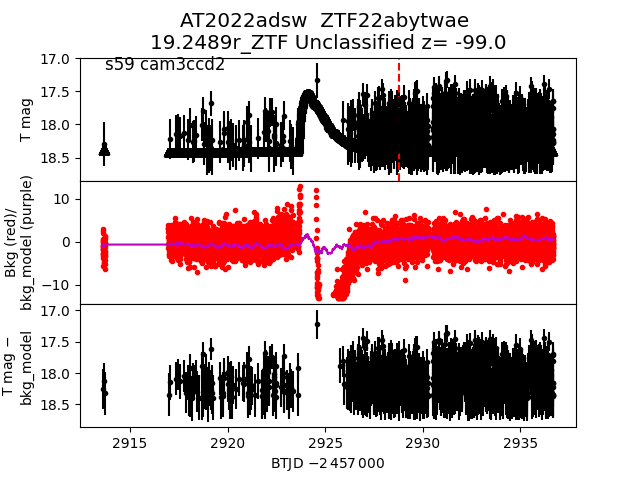 AT2022adsw  ZTF22abytwae
19.2489r_ZTF Unclassified z= -99.0
s59 cam3ccd2
17.0
17.5
18.0
18.5
T mag
10
0
−10
Bkg (red)/
bkg_model (purple)
17.0
17.5
18.0
18.5
T mag −
bkg_model
2915
2920
2925
2930
2935
BTJD −2 457 000